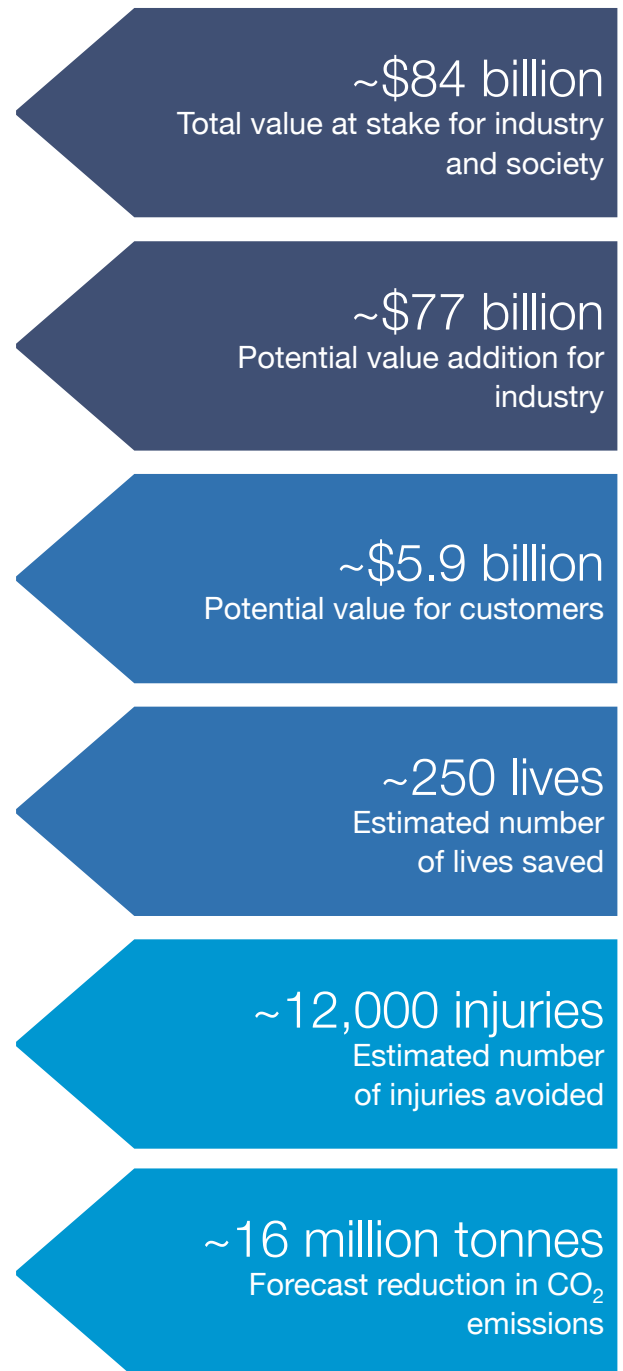 ~$84 billion
Total value at stake for industry
and society
~$77 billion
Potential value addition for
industry
~$5.9 billion
Potential value for customers
~250 lives
Estimated number
of lives saved
~12,000 injuries
Estimated number
of injuries avoided
~16 million tonnes
Forecast reduction in CO₂
emissions